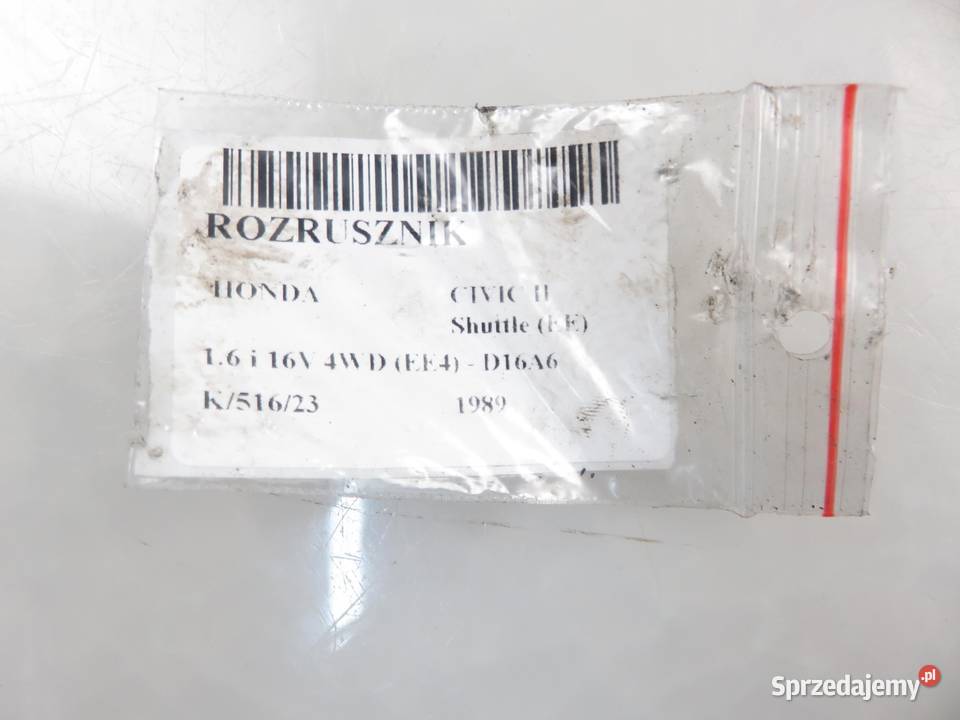 ROZRUSZNIK
HONDA CIVIC II
Shuttle (EE)
1.6 i 16V 4WD (EE4) - D16A6
K/516/23 1989
Sprzedajemy.pl